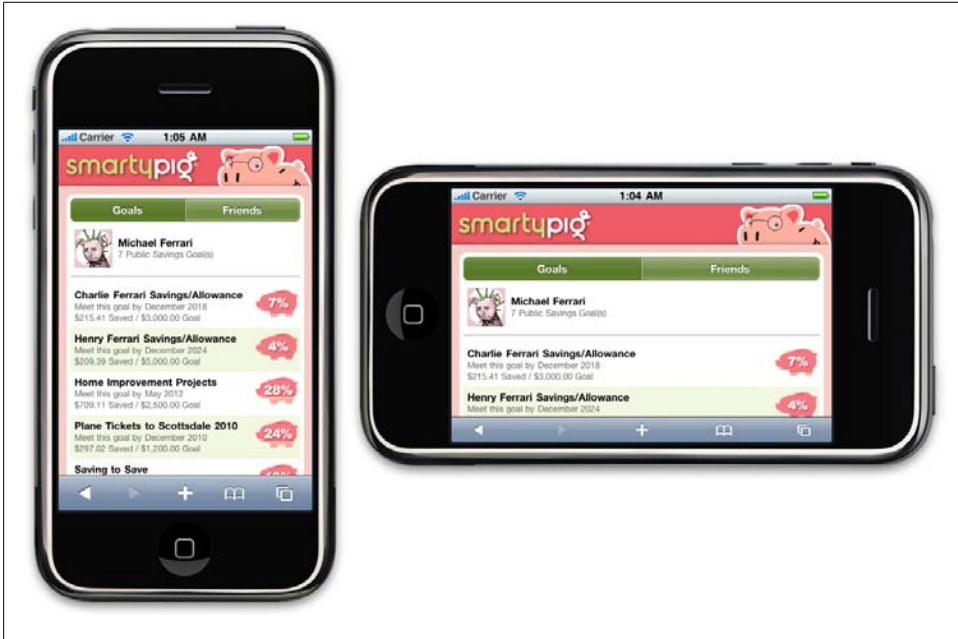 Carrier 1:05 AM
smartypig
Goals Friends
Michael Ferrari
7 Public Savings Goal(s)
Charlie Ferrari Savings/Allowance
Meet this goal by December 2018
$215.41 Saved / $3,000.00 Goal
7%
Henry Ferrari Savings/Allowance
Meet this goal by December 2024
$209.39 Saved / $5,000.00 Goal
4%
Home Improvement Projects
Meet this goal by May 2013
$709.11 Saved / $2,500.00 Goal
28%
Plane Tickets to Scottsdale 2010
Meet this goal by December 2010
$297.02 Saved / $1,200.00 Goal
24%
Saving to Save
Carrier 1:04 AM
smartypig
Goals Friends
Michael Ferrari
7 Public Savings Goal(s)
Charlie Ferrari Savings/Allowance
Meet this goal by December 2018
$215.41 Saved / $3,000.00 Goal
7%
Henry Ferrari Savings/Allowance
Meet this goal by December 2024
4%